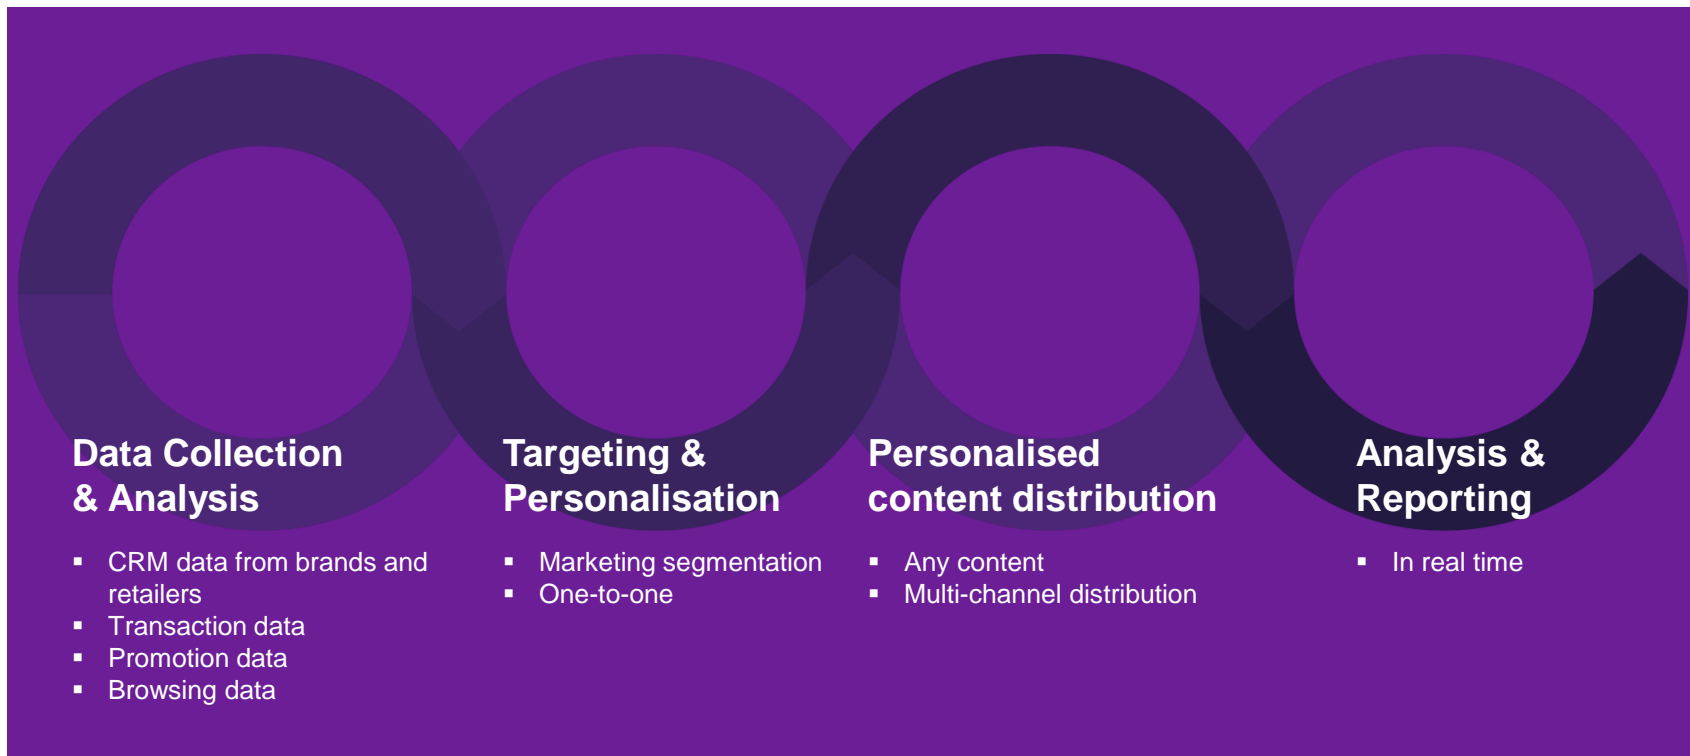 Data Collection
& Analysis
▪ CRM data from brands and
retailers
▪ Transaction data
▪ Promotion data
▪ Browsing data
Targeting &
Personalisation
▪ Marketing segmentation
▪ One-to-one
Personalised
content distribution
▪ Any content
▪ Multi-channel distribution
Analysis &
Reporting
▪ In real time